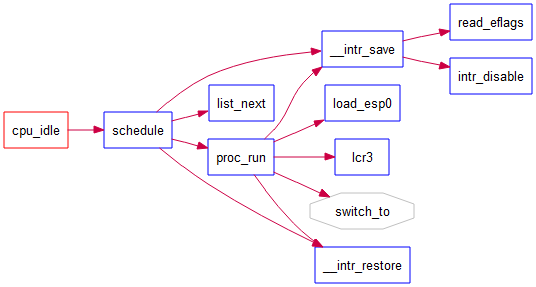 cpu_idle
schedule
list_next
proc_run
__intr_save
load_esp0
lcr3
switch_to
__intr_restore
read_eflags
intr_disable